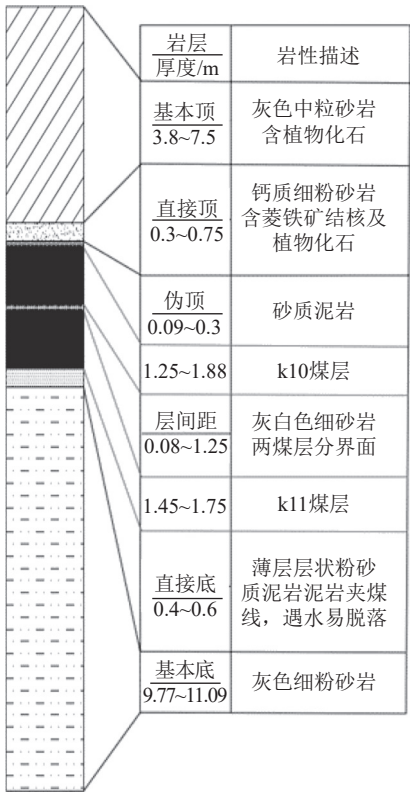 岩层
厚度/m
岩性描述
基本顶
3.8~7.5
灰色中粒砂岩
含植物化石
直接顶
0.3~0.75
钙质细粉砂岩
含菱铁矿结核及
植物化石
伪顶
0.09~0.3
砂质泥岩
1.25~1.88
k10煤层
层间距
0.08~1.25
灰白色细砂岩
两煤层分界面
1.45~1.75
k11煤层
直接底
0.4~0.6
薄层层状粉砂
质泥岩泥岩夹煤
线，遇水易脱落
基本底
9.77~11.09
灰色细粉砂岩